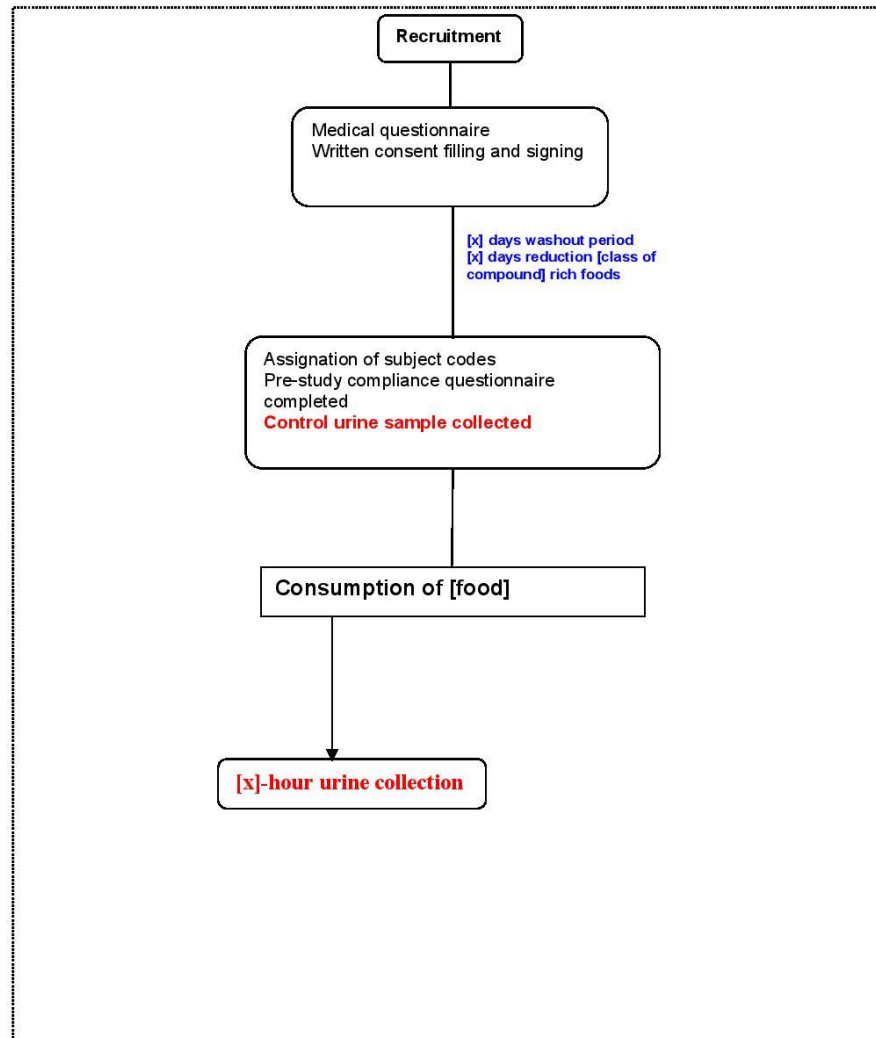 Recruitment
Medical questionnaire
Written consent filling and signing
[x] days washout period
[x] days reduction [class of
compound] rich foods
Assignation of subject codes
Pre-study compliance questionnaire
completed
Control urine sample collected
Consumption of [food]
[x]-hour urine collection